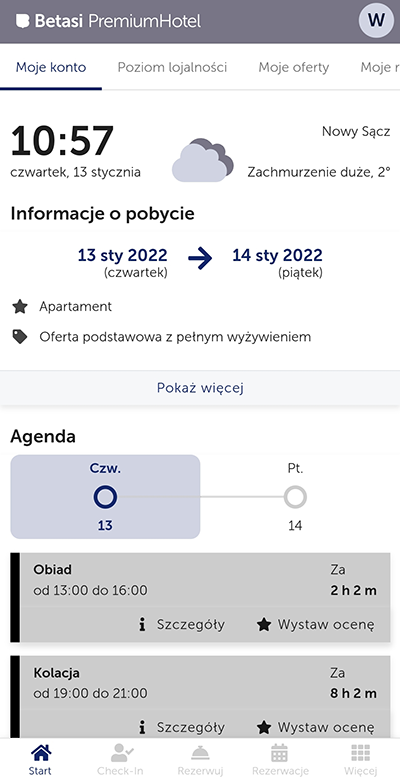 Betasi PremiumHotel W
Moje konto Poziom lojalności Moje oferty Moje r
10:57 Nowy Sącz
czwartek, 13 stycznia Zachmurzenie duże, 2°
Informacje o pobycie
13 sty 2022 14 sty 2022
(czwartek) (piątek)
Apartament
Oferta podstawowa z pełnym wyżywieniem
Pokaż więcej
Agenda
Czw. Pt.
13 14
Obiad Za
od 13:00 do 16:00 2 h 2 m
Szczegóły Wystaw ocenę
Kolacja Za
od 19:00 do 21:00 8 h 2 m
Szczegóły Wystaw ocenę
Start Check-In Rezerwuj Rezerwacje Więcej